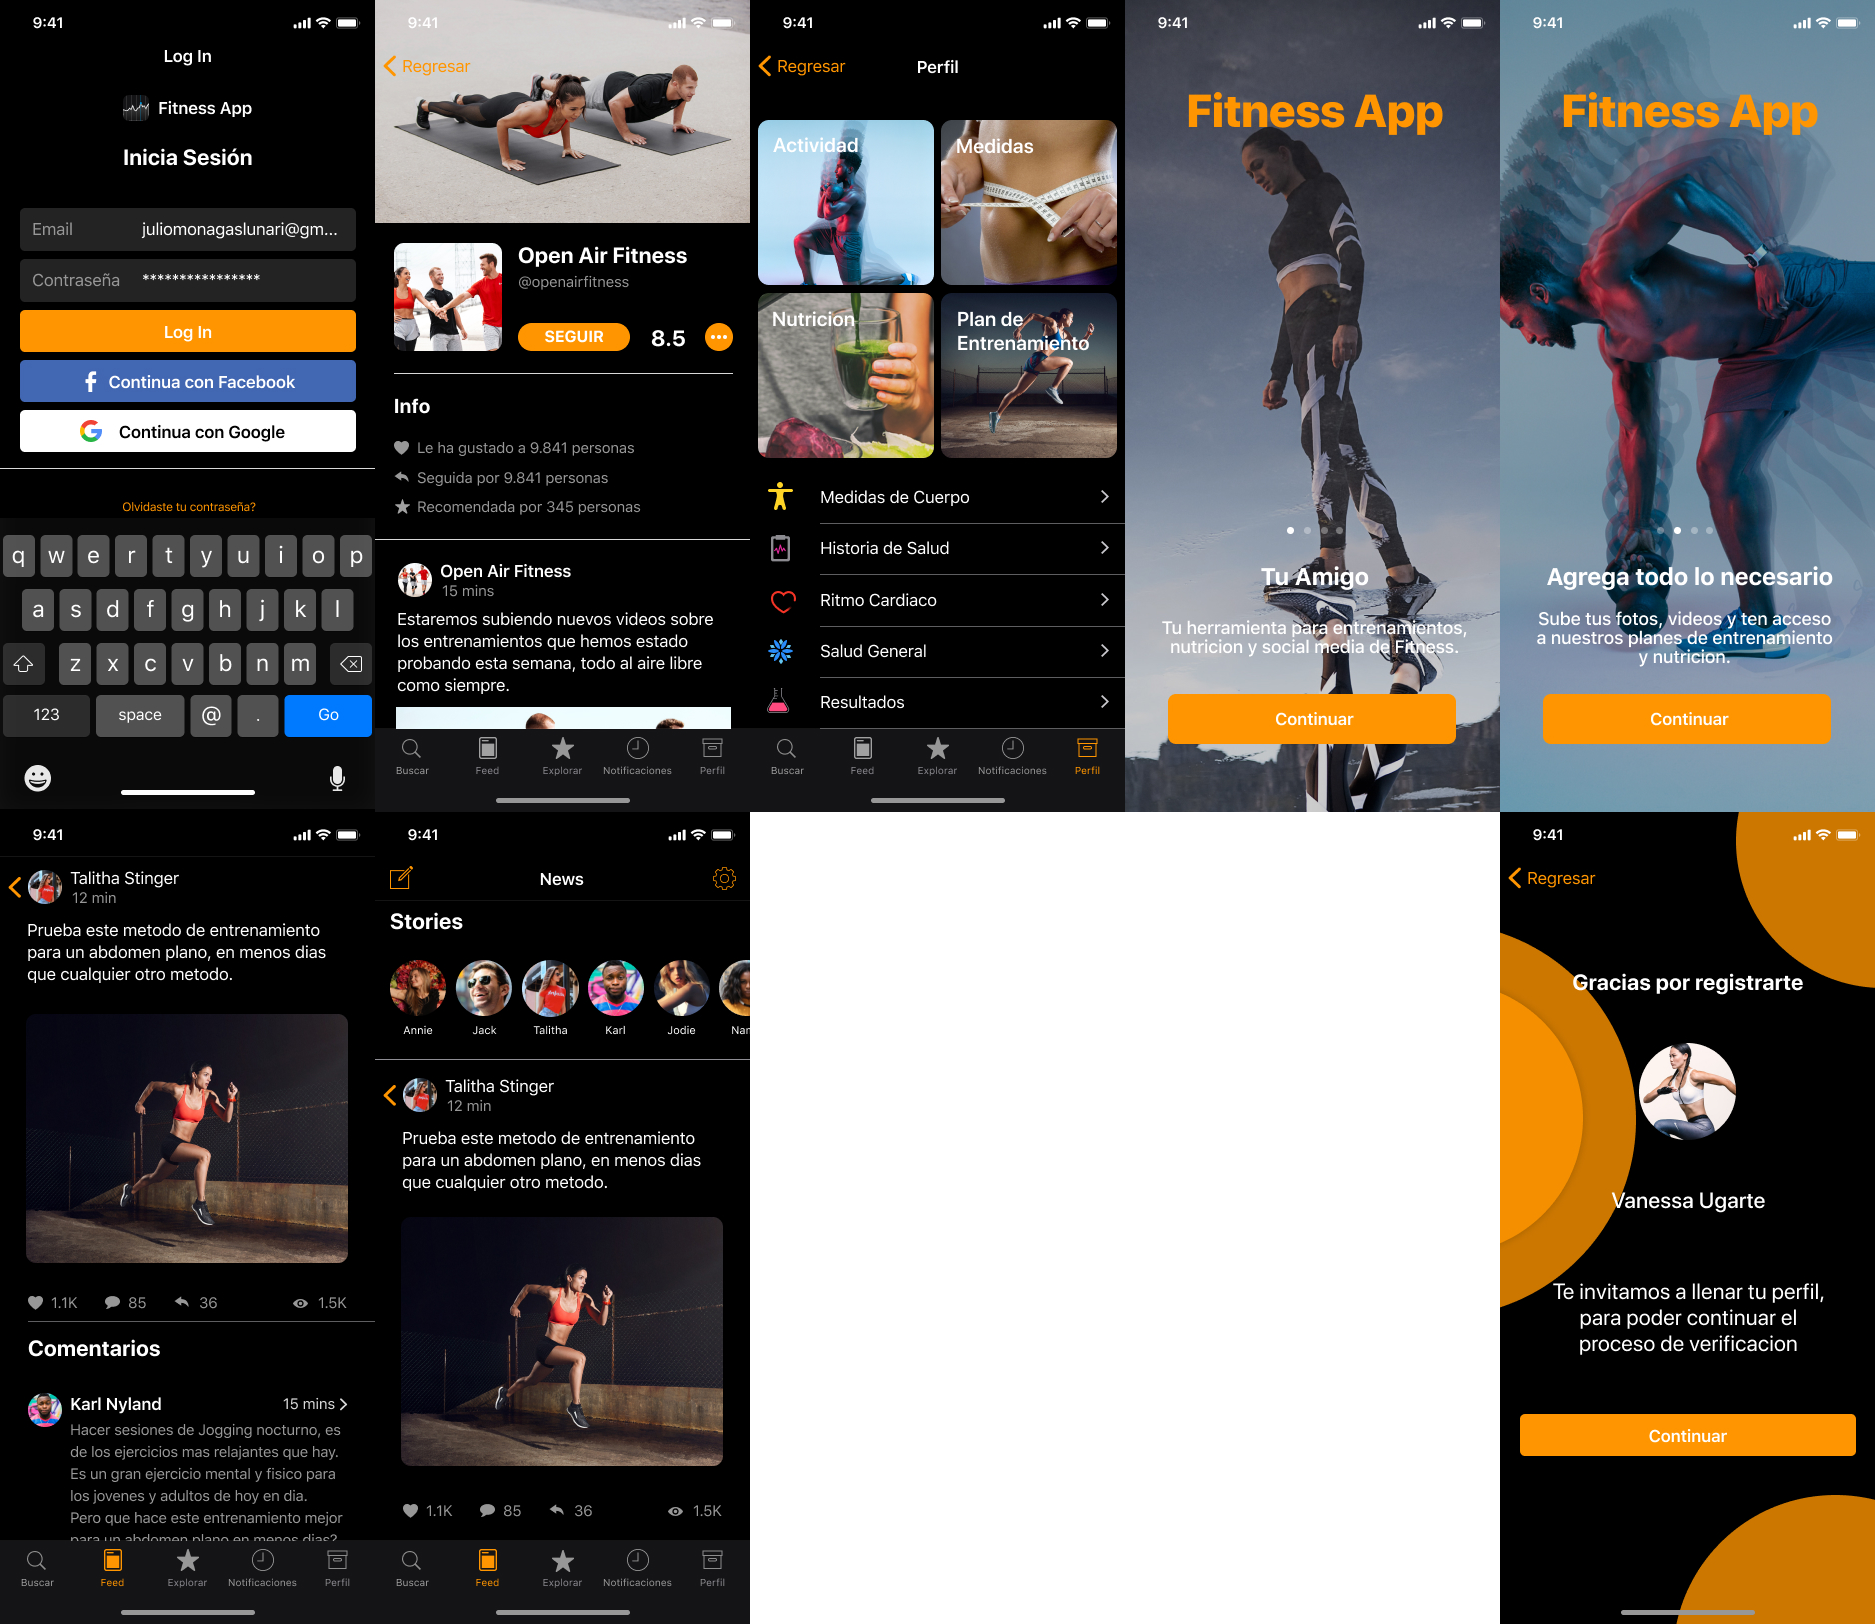 9:41
Log In
Fitness App
Inicia Sesión
Email juliomonagaslunari@gm...
Contraseña ****************
Log In
Continua con Facebook
Continua con Google
Olvidaste tu contraseña?
q w e r t y u i o p
a s d f g h j k l
z x c v b n m
123 space @ . Go
9:41
Regresar
Open Air Fitness
@openairfitness
SEGUIR 8.5
Info
Le ha gustado a 9.841 personas
Seguida por 9.841 personas
Recomendada por 345 personas
Open Air Fitness
15 mins
Estaremos subiendo nuevos videos sobre
los entrenamientos que hemos estado
probando esta semana, todo al aire libre
como siempre.
Buscar Feed Explorar Notificaciones Perfil
9:41
Regresar Perfil
Actividad
Medidas
Nutricion
Plan de
Entrenamiento
Medidas de Cuerpo
Historia de Salud
Ritmo Cardiaco
Salud General
Resultados
Buscar Feed Explorar Notificaciones Perfil
9:41
Fitness App
Tu Amigo
Tu herramienta para entrenamientos,
nutricion y social media de Fitness.
Continuar
9:41
Fitness App
Agrega todo lo necesario
Sube tus fotos, videos y ten acceso
a nuestros planes de entrenamiento
y nutricion.
Continuar
9:41
Talitha Stinger
12 min
Prueba este metodo de entrenamiento
para un abdomen plano, en menos dias
que cualquier otro metodo.
1.1K 85 36 1.5K
Comentarios
Karl Nyland 15 mins
Hacer sesiones de Jogging nocturno, es
de los ejercicios mas relajantes que hay.
Es un gran ejercicio mental y fisico para
los jovenes y adultos de hoy en dia.
Pero que hace este entrenamiento mejor
para un abdomen plano en menos dias?
Buscar Feed Explorar Notificaciones Perfil
9:41
News
Stories
Annie Jack Talitha Karl Jodie Nan
Talitha Stinger
12 min
Prueba este metodo de entrenamiento
para un abdomen plano, en menos dias
que cualquier otro metodo.
1.1K 85 36 1.5K
Buscar Feed Explorar Notificaciones Perfil
9:41
Regresar
Gracias por registrarte
Vanessa Ugarte
Te invitamos a llenar tu perfil,
para poder continuar el
proceso de verificacion
Continuar